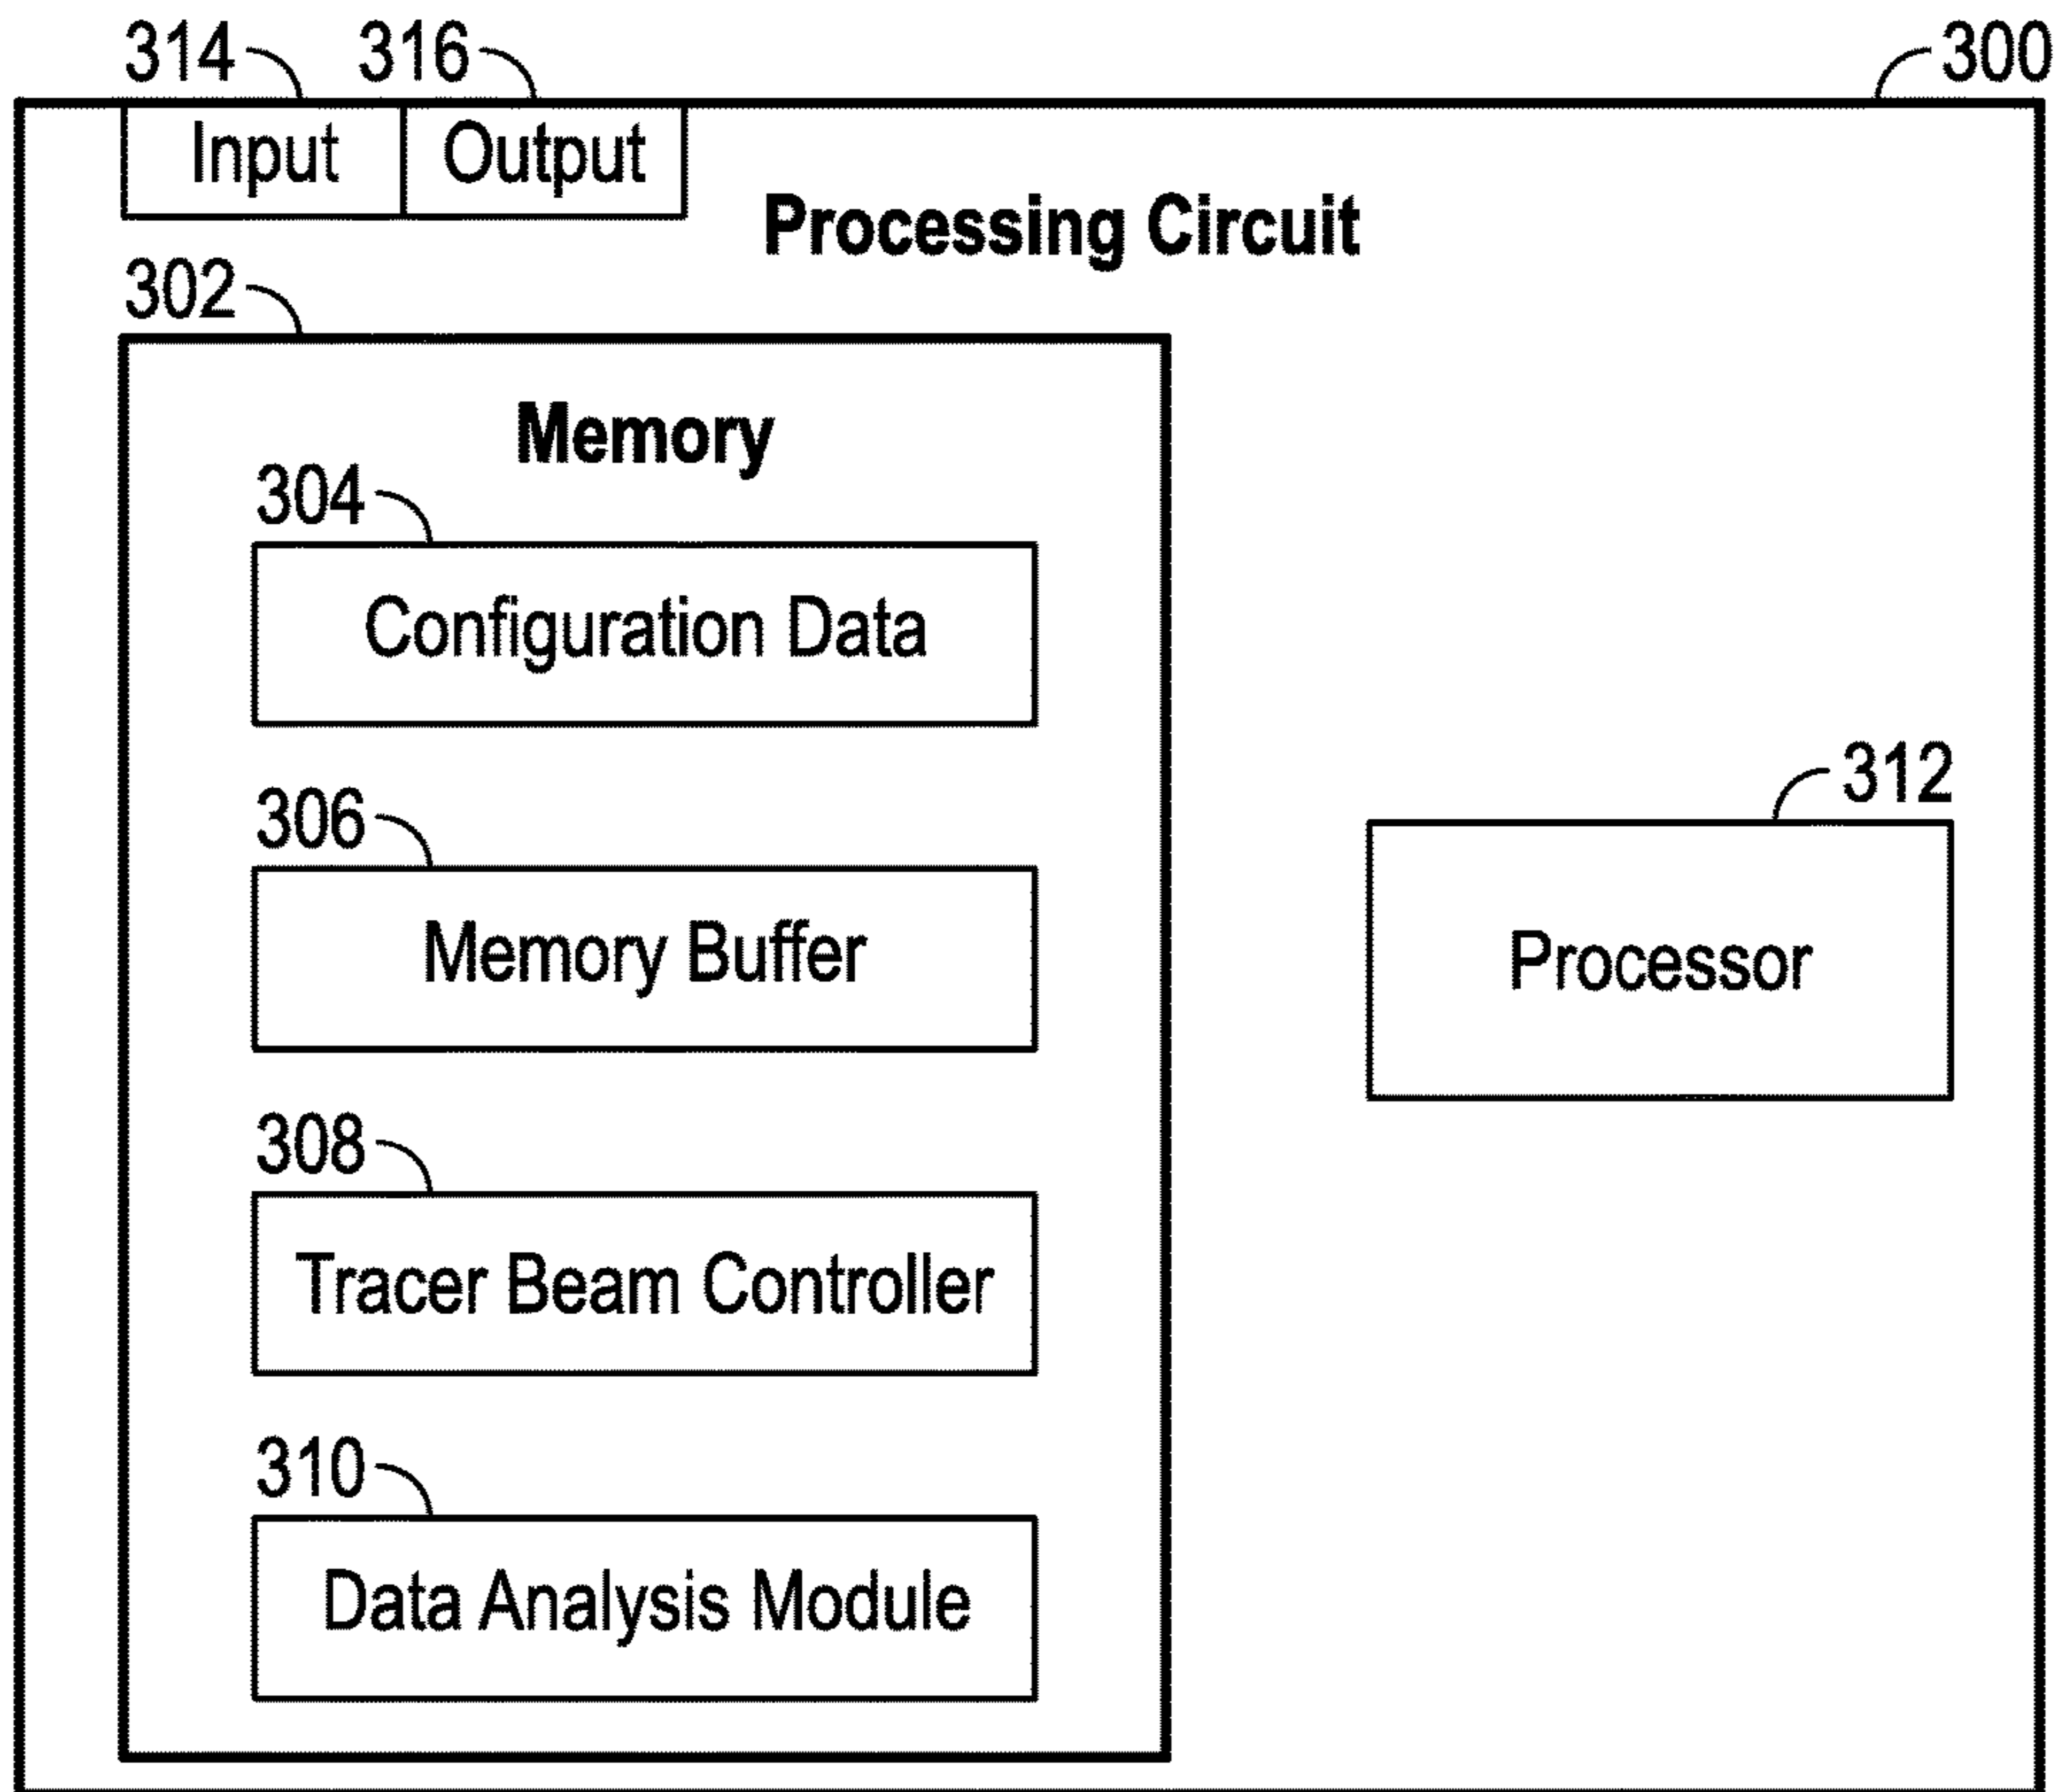 314 316 300
Input Output
Processing Circuit
302
Memory
304
Configuration Data
306
Memory Buffer
312
Processor
308
Tracer Beam Controller
310
Data Analysis Module